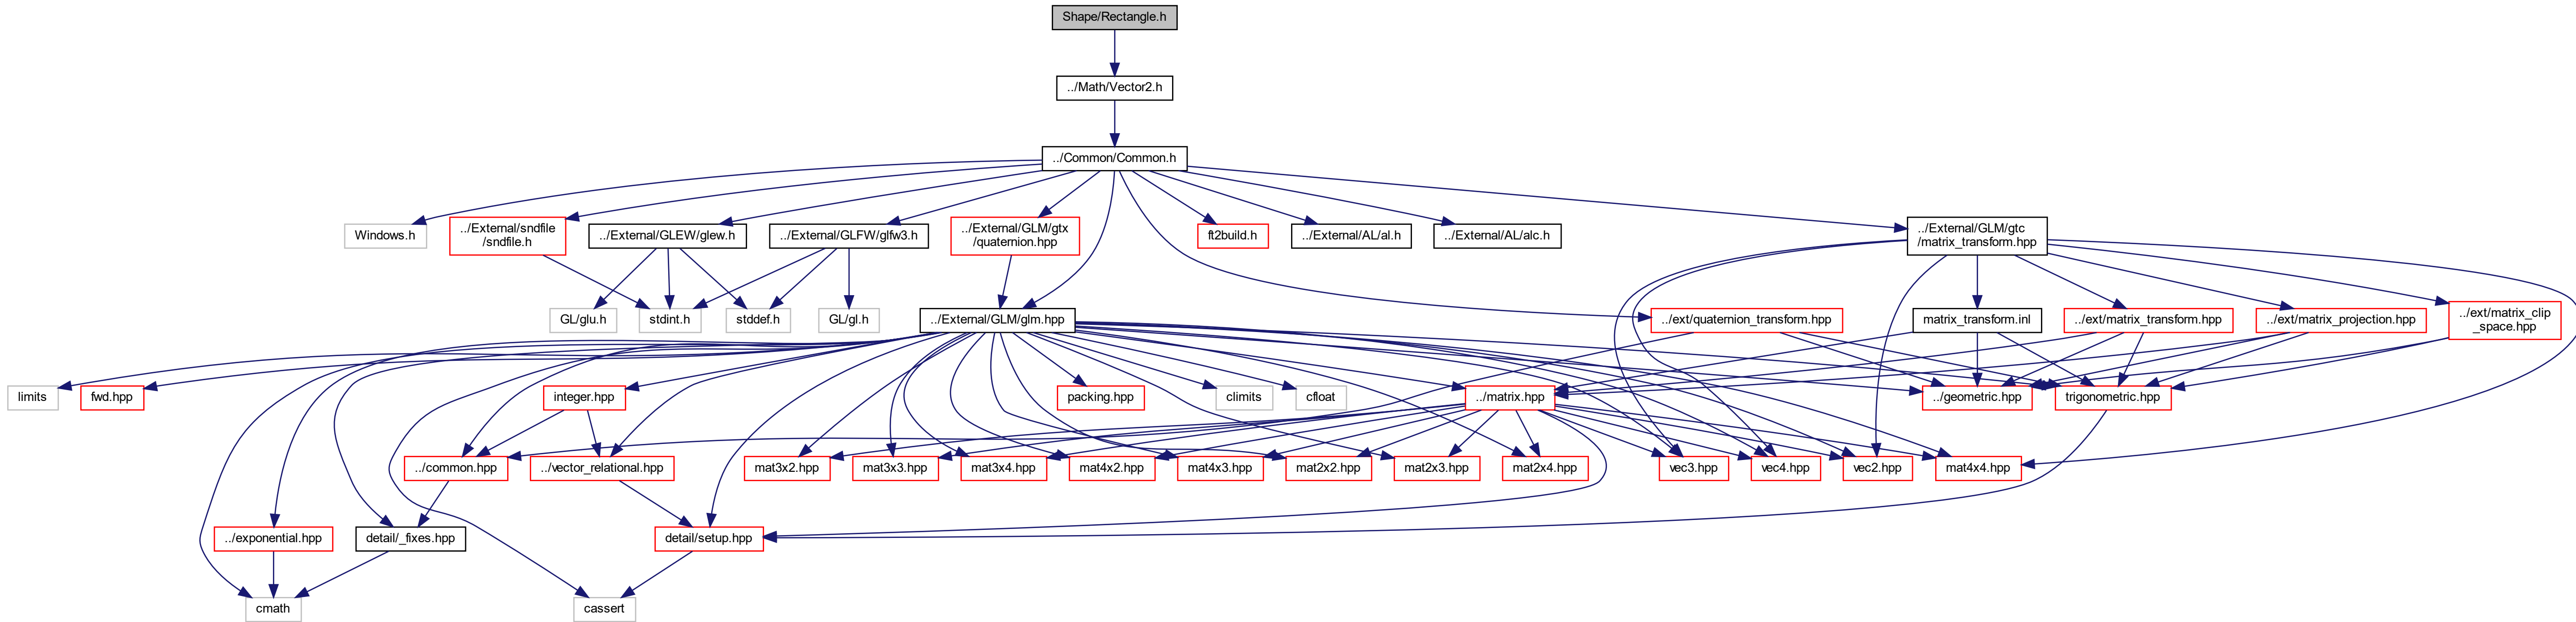 Shape/Rectangle.h
../Math/Vector2.h
../Common/Common.h
Windows.h
../External/sndfile
/sndfile.h
../External/GLEW/glew.h
../External/GLFW/glfw3.h
../External/GLM/gtx
/quaternion.hpp
ft2build.h
../External/AL/al.h
../External/AL/alc.h
../External/GLM/gtc
/matrix_transform.hpp
GL/glu.h
stdint.h
stddef.h
GL/gl.h
../External/GLM/glm.hpp
../ext/quaternion_transform.hpp
matrix_transform.inl
../ext/matrix_transform.hpp
../ext/matrix_projection.hpp
../ext/matrix_clip
_space.hpp
limits
fwd.hpp
integer.hpp
packing.hpp
climits
cfloat
../matrix.hpp
../geometric.hpp
trigonometric.hpp
../common.hpp
../vector_relational.hpp
mat3x2.hpp
mat3x3.hpp
mat3x4.hpp
mat4x2.hpp
mat4x3.hpp
mat2x2.hpp
mat2x3.hpp
mat2x4.hpp
vec3.hpp
vec4.hpp
vec2.hpp
mat4x4.hpp
../exponential.hpp
detail/_fixes.hpp
detail/setup.hpp
cmath
cassert